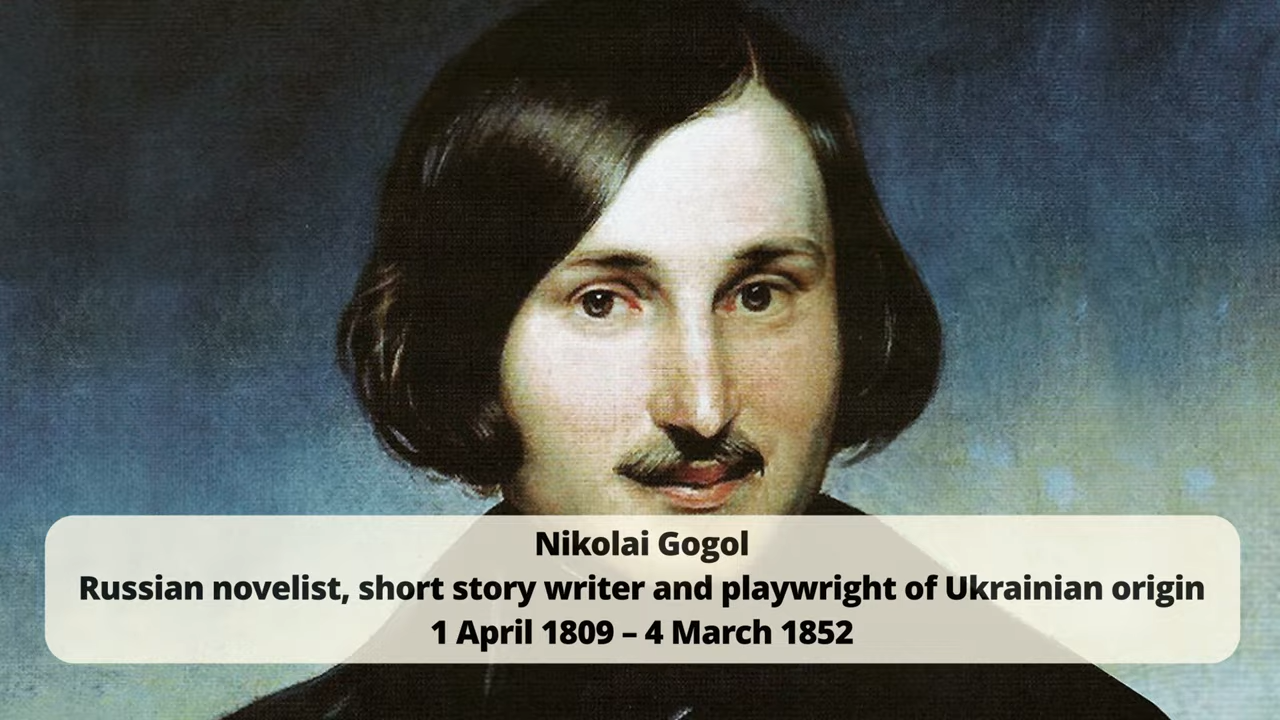 Nikolai Gogol
Russian novelist, short story writer and playwright of Ukrainian origin
1 April 1809 – 4 March 1852